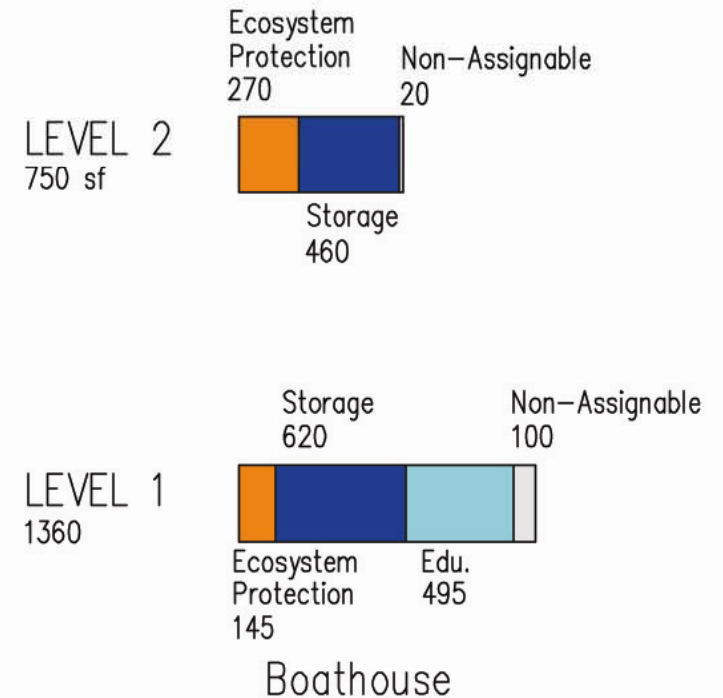 Ecosystem
Protection
270
Non-Assignable
20
LEVEL 2
750 sf
Storage
460
Storage
620
Non-Assignable
100
LEVEL 1
1360
Ecosystem
Protection
145
Edu.
495
Boathouse